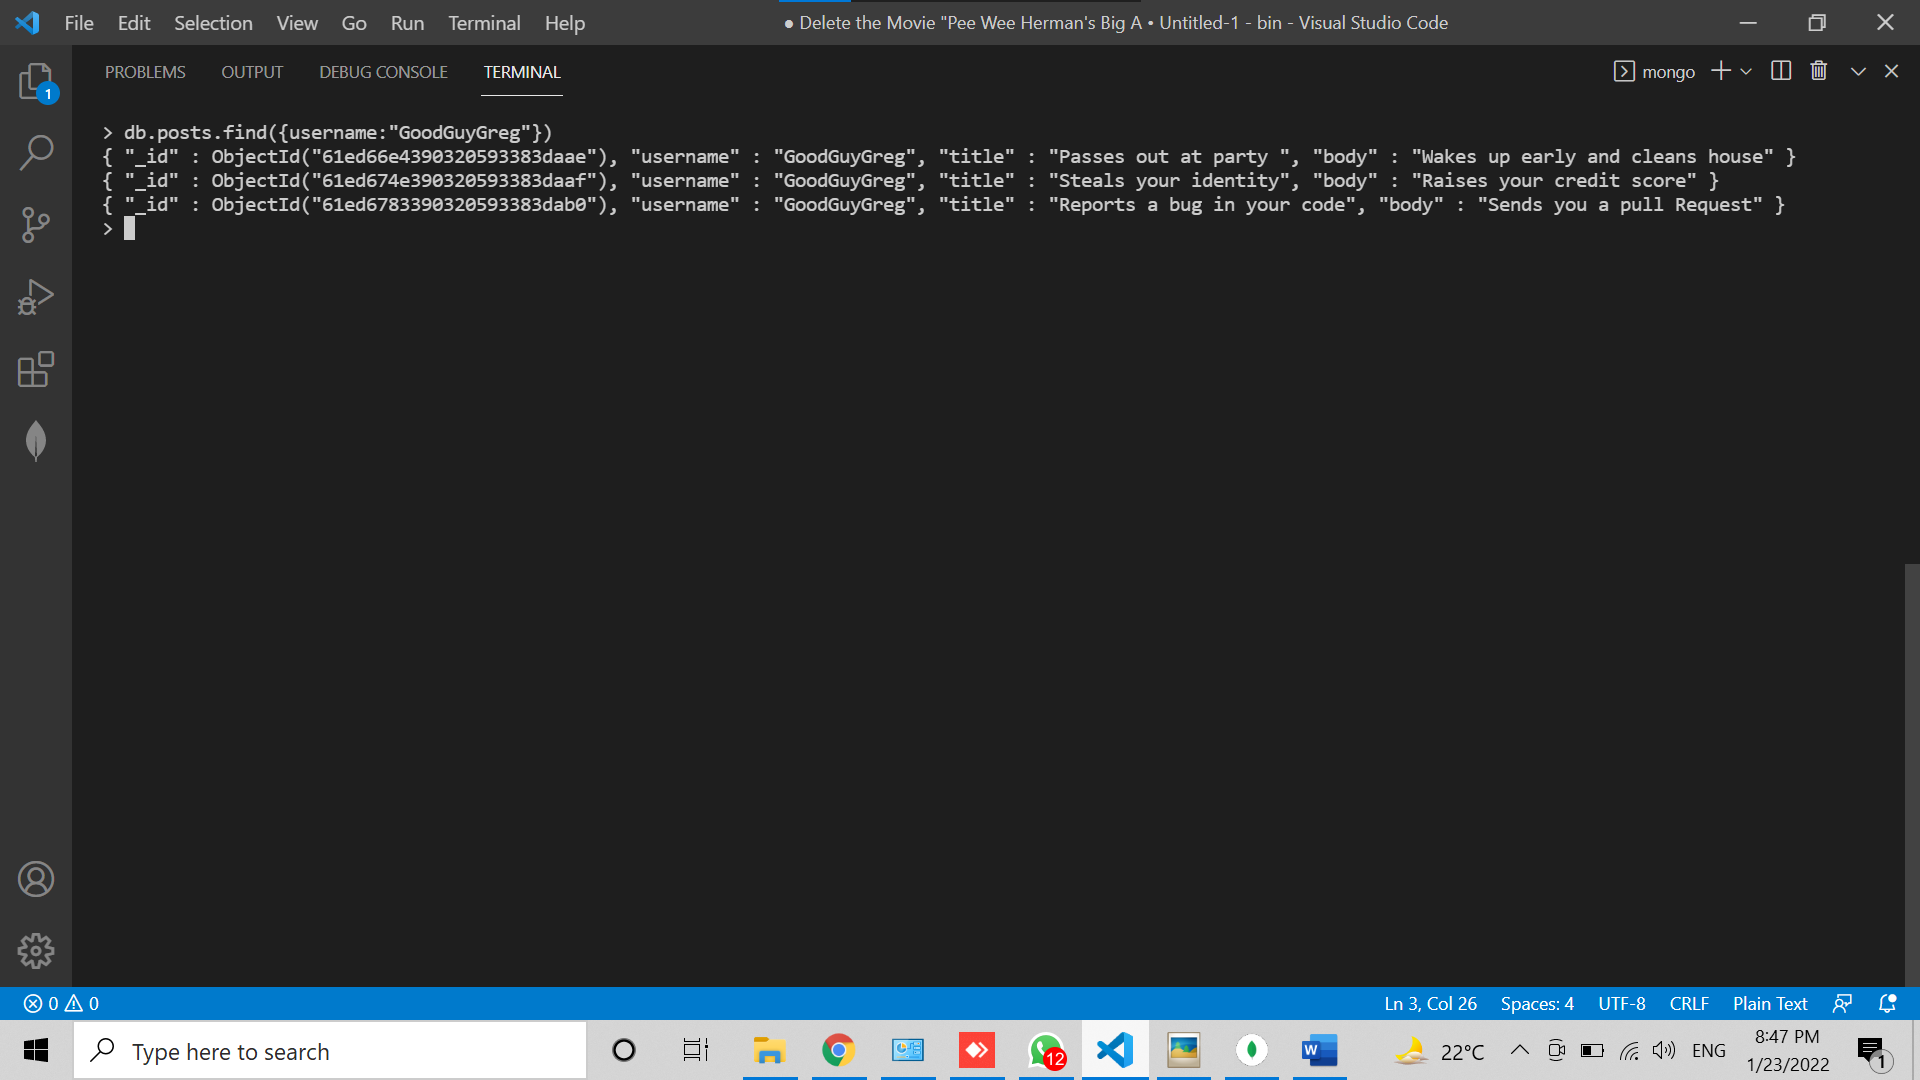 File Edit Selection View Go Run Terminal Help
● Delete the Movie "Pee Wee Herman's Big A • Untitled-1 - bin - Visual Studio Code
PROBLEMS OUTPUT DEBUG CONSOLE TERMINAL
mongo
1
> db.posts.find({username:"GoodGuyGreg"})
{ "_id" : ObjectId("61ed66e4390320593383daae"), "username" : "GoodGuyGreg", "title" : "Passes out at party ", "body" : "Wakes up early and cleans house" }
{ "_id" : ObjectId("61ed674e390320593383daaf"), "username" : "GoodGuyGreg", "title" : "Steals your identity", "body" : "Raises your credit score" }
{ "_id" : ObjectId("61ed6783390320593383dab0"), "username" : "GoodGuyGreg", "title" : "Reports a bug in your code", "body" : "Sends you a pull Request" }
>
0 0
Ln 3, Col 26 Spaces: 4 UTF-8 CRLF Plain Text
Type here to search
12
W
22°C
ENG
8:47 PM
1/23/2022
1